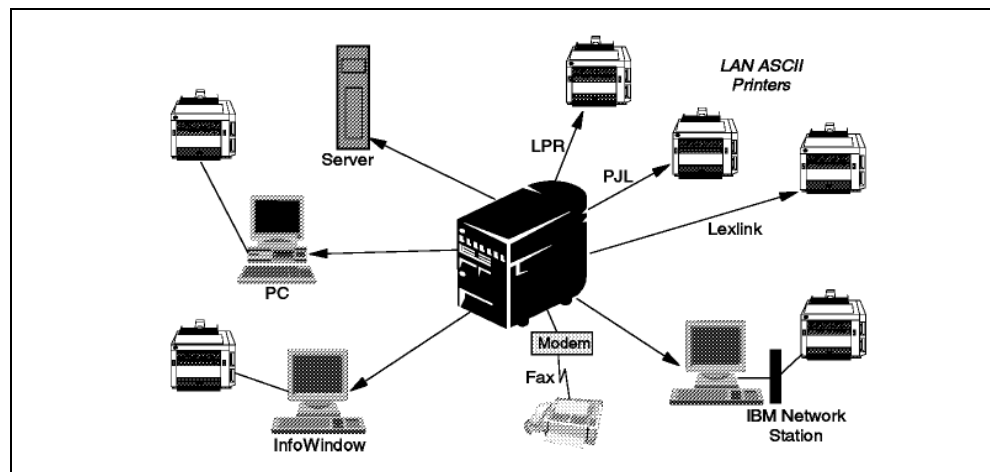 LAN ASCII
Printers
Server
LPR
PJL
Lexlink
PC
Modem
Fax
InfoWindow
IBM Network
Station